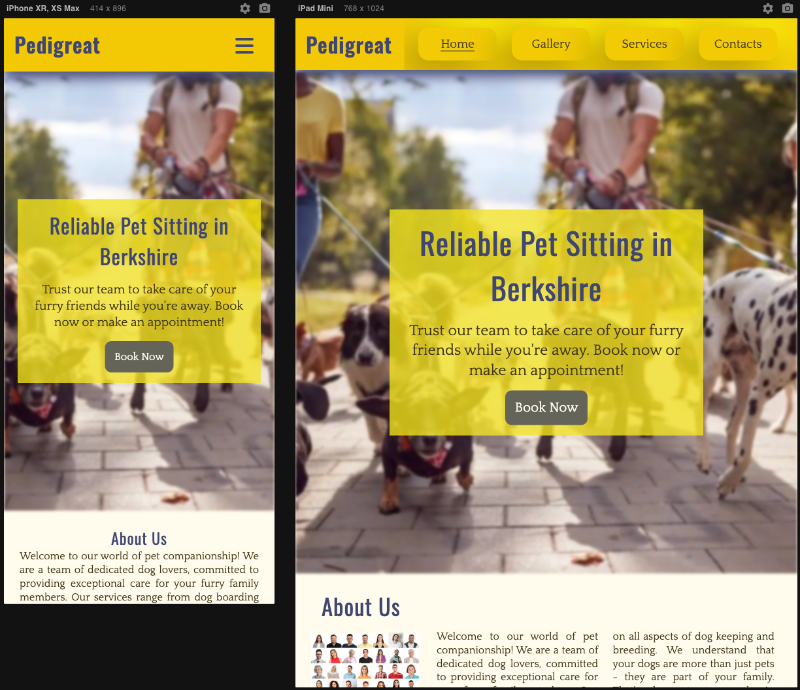 iPhone XR, XS Max 414 x 896
Pedigreat
Reliable Pet Sitting in
Berkshire
Trust our team to take care of your
furry friends while you're away. Book
now or make an appointment!
Book Now
About Us
Welcome to our world of pet companionship! We
are a team of dedicated dog lovers, committed to
providing exceptional care for your furry family
members. Our services range from dog boarding
iPad Mini 768 x 1024
Pedigreat
Home Gallery Services Contacts
Reliable Pet Sitting in
Berkshire
Trust our team to take care of your furry
friends while you're away. Book now or
make an appointment!
Book Now
About Us
Welcome to our world of pet
companionship! We are a team of
dedicated dog lovers, committed
to providing exceptional care for
on all aspects of dog keeping and
breeding. We understand that
your dogs are more than just pets
- they are part of your family.